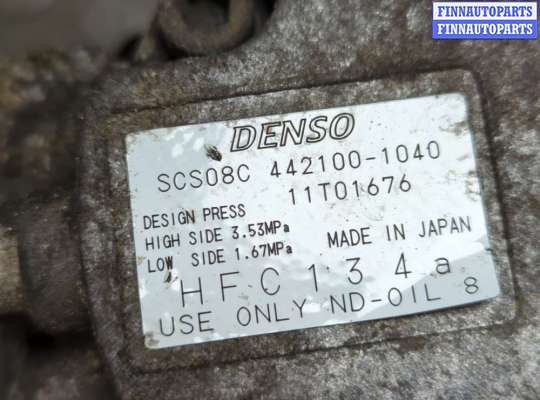 FINNAUTOPARTS
FINNAUTOPARTS
DENSO
SCS08C 442100-1040
11T01676
DESIGN PRESS
HIGH SIDE 3.53MPa
LOW SIDE 1.67MPa
MADE IN JAPAN
HFC134a
USE ONLY ND-OIL 8